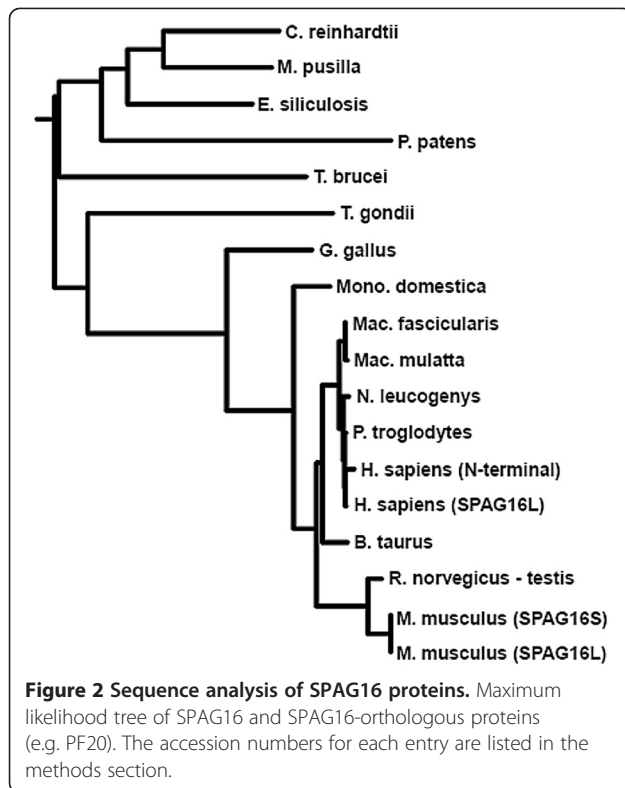 C. reinhardtii
M. pusilla
E. siliculosis
P. patens
T. brucei
T. gondii
G. gallus
Mono. domestica
Mac. fascicularis
Mac. mulatta
N. leucogenys
P. troglodytes
H. sapiens (N-terminal)
H. sapiens (SPAG16L)
B. taurus
R. norvegicus - testis
M. musculus (SPAG16S)
M. musculus (SPAG16L)
Figure 2 Sequence analysis of SPAG16 proteins. Maximum
likelihood tree of SPAG16 and SPAG16-orthologous proteins
(e.g. PF20). The accession numbers for each entry are listed in the
methods section.